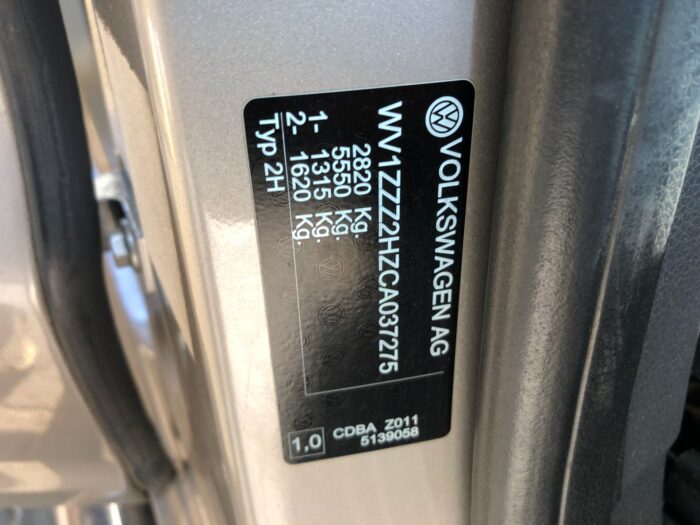 VOLKSWAGEN AG
WV1ZZZ2HZCA037275
2820 Kg.
5550 Kg.
1- 1315 Kg.
2- 1620 Kg.
Typ 2H
CDBA Z011
5139058
1,0